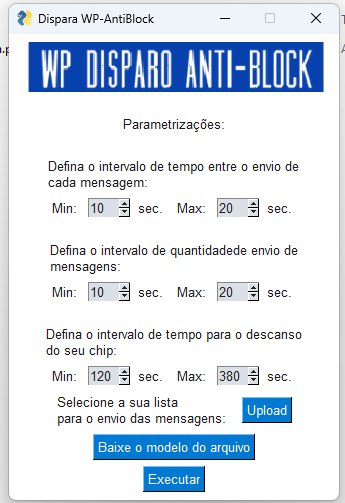 Dispara WP-AntiBlock
WP DISPARO ANTI-BLOCK
Parametrizações:
Defina o intervalo de tempo entre o envio de
cada mensagem:
Min: 10 sec. Max: 20 sec.
Defina o intervalo de quantidadede envio de
mensagens:
Min: 10 sec. Max: 20 sec.
Defina o intervalo de tempo para o descanso
do seu chip:
Min: 120 sec. Max: 380 sec.
Selecione a sua lista
para o envio das mensagens:
Upload
Baixe o modelo do arquivo
Executar